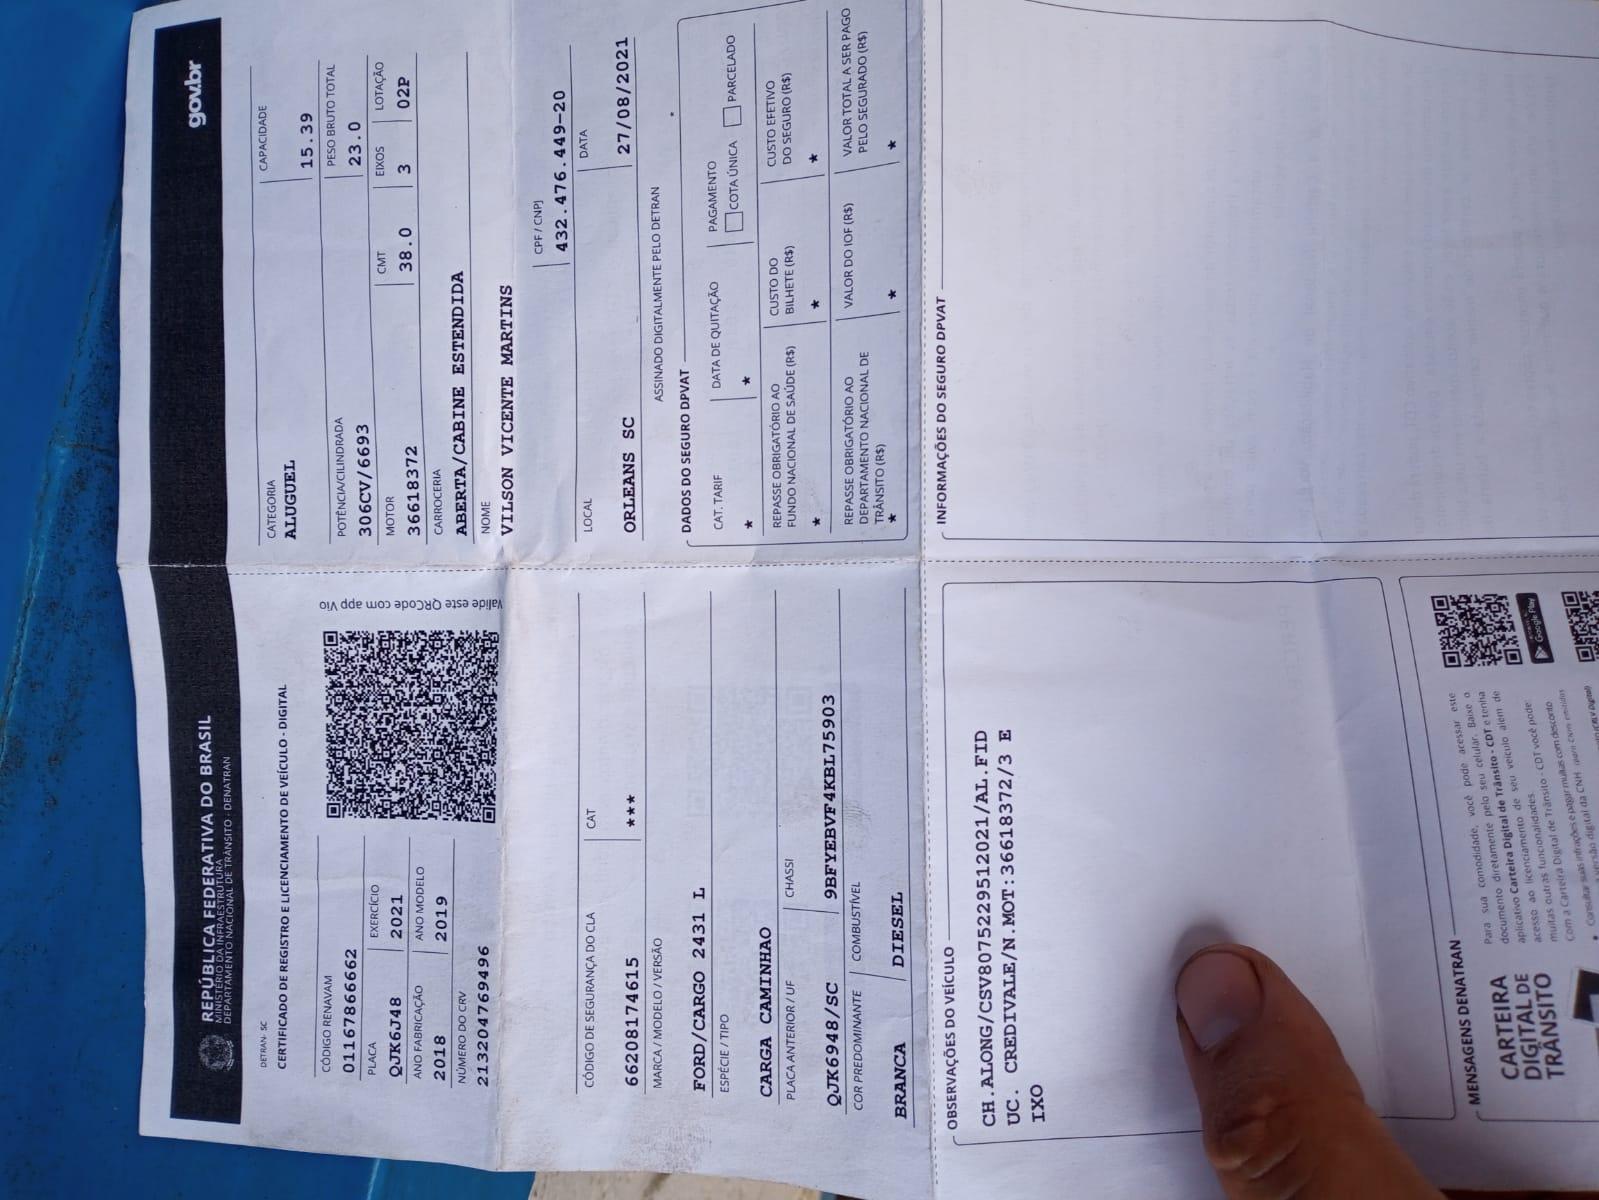 REPÚBLICA FEDERATIVA DO BRASIL
MINISTÉRIO DA INFRAESTRUTURA
DEPARTAMENTO NACIONAL DE TRÂNSITO - DENATRAN
gov.br
DETRAN- SC
CERTIFICADO DE REGISTRO E LICENCIAMENTO DE VEÍCULO - DIGITAL
CÓDIGO RENAVAM
01167866662
PLACA EXERCÍCIO
QJK6J48 2021
ANO FABRICAÇÃO ANO MODELO
2018 2019
NÚMERO DO CRV
213204769496
Valide este QRCode com app Vio
CÓDIGO DE SEGURANÇA DO CLA CAT
66208174615 ***
MARCA / MODELO / VERSÃO
FORD/CARGO 2431 L
ESPÉCIE / TIPO
CARGA CAMINHAO
PLACA ANTERIOR / UF CHASSI
QJK6948/SC 9BFYEBVF4KBL75903
COR PREDOMINANTE COMBUSTÍVEL
BRANCA DIESEL
CATEGORIA CAPACIDADE
ALUGUEL 15.39
POTÊNCIA/CILINDRADA PESO BRUTO TOTAL
306CV/6693 23.0
MOTOR CMT EIXOS LOTAÇÃO
36618372 38.0 3 02P
CARROCERIA
ABERTA/CABINE ESTENDIDA
NOME
VILSON VICENTE MARTINS
CPF / CNPJ
432.476.449-20
LOCAL DATA
ORLEANS SC 27/08/2021
ASSINADO DIGITALMENTE PELO DETRAN
DADOS DO SEGURO DPVAT
CAT. TARIF DATA DE QUITAÇÃO PAGAMENTO
* * COTA ÚNICA PARCELADO
REPASSE OBRIGATÓRIO AO CUSTO DO CUSTO EFETIVO
FUNDO NACIONAL DE SAÚDE (R$) BILHETE (R$) DO SEGURO (R$)
* * *
REPASSE OBRIGATÓRIO AO VALOR DO IOF (R$) VALOR TOTAL A SER PAGO
DEPARTAMENTO NACIONAL DE PELO SEGURADO (R$)
TRÂNSITO (R$)
* * *
OBSERVAÇÕES DO VEÍCULO
CH.ALONG/CSV8075229512021/AL.FID
UC. CREDIVALE/N.MOT:36618372/3 E
IXO
INFORMAÇÕES DO SEGURO DPVAT
MENSAGENS DENATRAN
CARTEIRA
DIGITAL DE
TRÂNSITO
Para sua comodidade, você pode acessar este
documento diretamente pelo seu celular. Baixe o
aplicativo Carteira Digital de Trânsito - CDT e tenha
acesso ao licenciamento de seu veículo alem de
muitas outras funcionalidades.
Com a Carteira Digital de Trânsito - CDT você pode:
• Consultar suas infrações e pagar multas com desconto
versão digital da CNH
Google Play